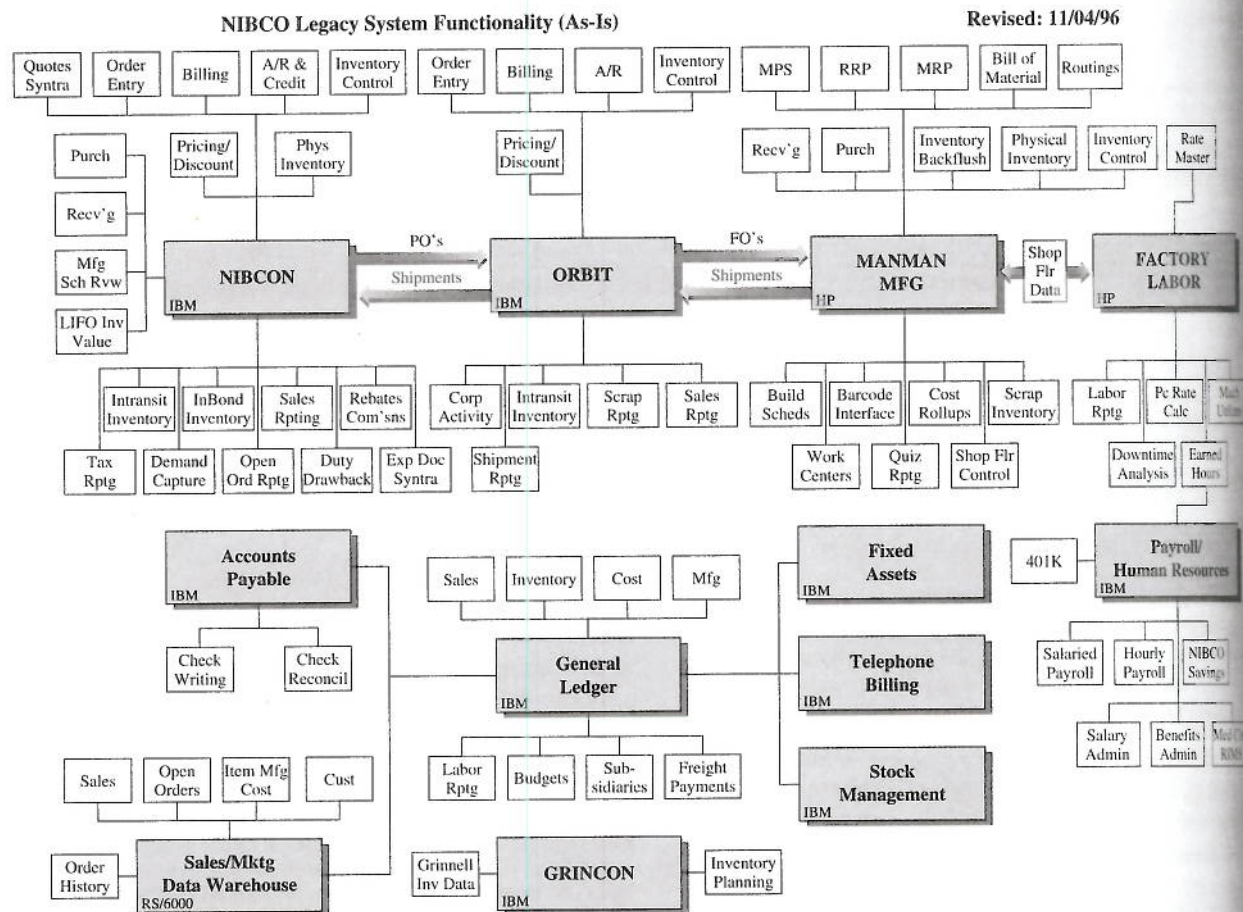 NIBCO Legacy System Functionality (As-Is)
Revised: 11/04/96
Quotes
Syntra
Order
Entry
Billing
A/R &
Credit
Inventory
Control
Order
Entry
Billing
A/R
Inventory
Control
MPS
RRP
MRP
Bill of
Material
Routings
Purch
Pricing/
Discount
Phys
Inventory
Pricing/
Discount
Recv'g
Purch
Inventory
Backflush
Physical
Inventory
Inventory
Control
Rate
Master
Recv'g
Mfg
Sch Rvw
LIFO Inv
Value
NIBCON
IBM
PO's
Shipments
ORBIT
IBM
FO's
Shipments
MANMAN
MFG
HP
Shop
Flr
Data
FACTORY
LABOR
HP
Intransit
Inventory
InBond
Inventory
Sales
Rpting
Rebates
Com'sns
Corp
Activity
Intransit
Inventory
Scrap
Rptg
Sales
Rptg
Build
Scheds
Barcode
Interface
Cost
Rollups
Scrap
Inventory
Labor
Rptg
Pc Rate
Calc
Tax
Rptg
Demand
Capture
Open
Ord Rptg
Duty
Drawback
Exp Doc
Syntra
Shipment
Rptg
Work
Centers
Quiz
Rptg
Shop Flr
Control
Downtime
Analysis
Earned
Hours
Accounts
Payable
IBM
Check
Writing
Check
Reconcil
Sales
Inventory
Cost
Mfg
General
Ledger
IBM
Labor
Rptg
Budgets
Sub-
sidiaries
Freight
Payments
Fixed
Assets
IBM
Telephone
Billing
IBM
Stock
Management
IBM
401K
Payroll/
Human Resources
IBM
Salaried
Payroll
Hourly
Payroll
NIBCO
Savings
Salary
Admin
Benefits
Admin
Sales
Open
Orders
Item Mfg
Cost
Cust
Order
History
Sales/Mktg
Data Warehouse
RS/6000
Grinnell
Inv Data
GRINCON
IBM
Inventory
Planning